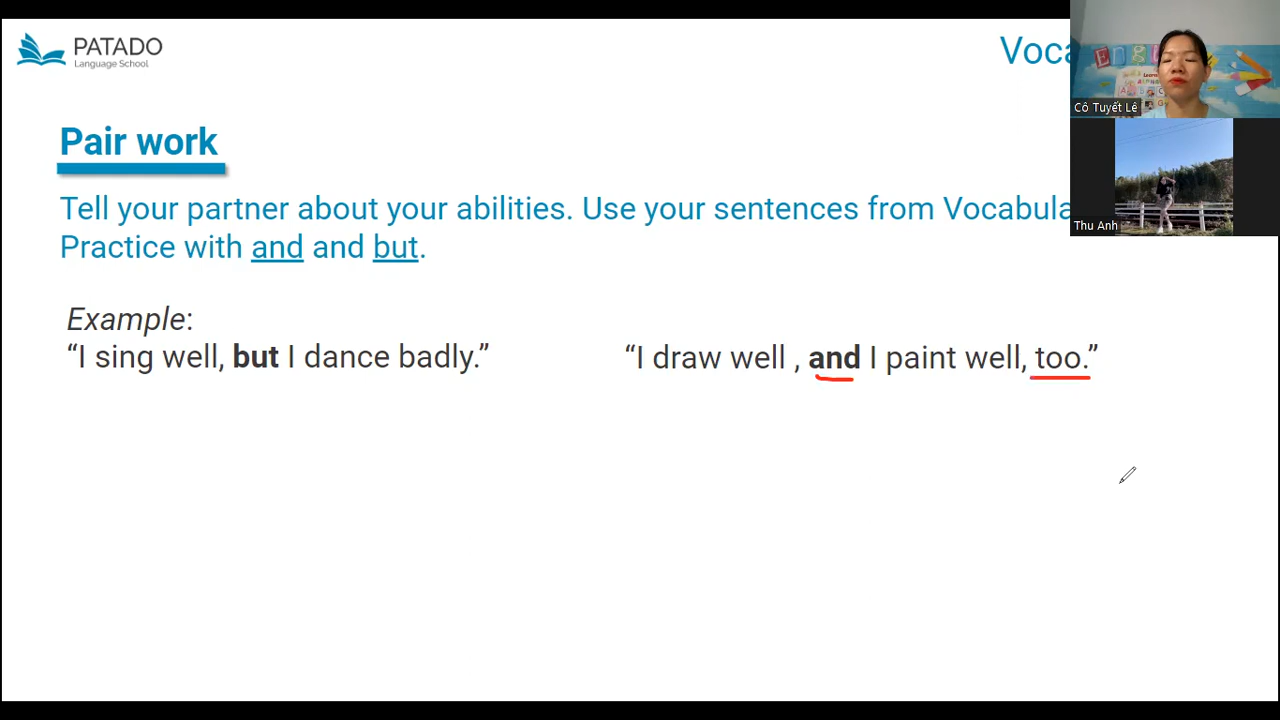 PATADO
Language School
Voca
Cô Tuyết Lê
Thu Anh
Pair work
Tell your partner about your abilities. Use your sentences from Vocabula
Practice with and and but.
Example:
“I sing well, but I dance badly.”
“I draw well , and I paint well, too.”